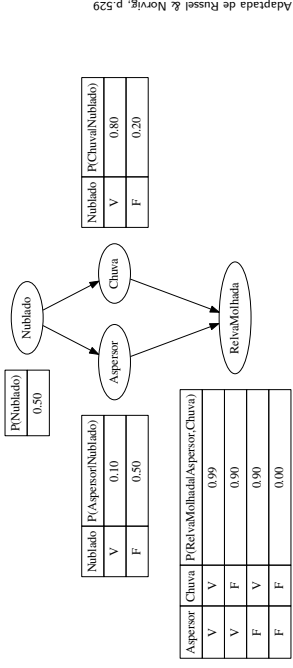 Adaptada de Russel & Norvig, p.529
P(Nublado)
0.50
Nublado
Nublado P(Aspersor|Nublado)
V 0.10
F 0.50
Aspersor
Chuva
Nublado P(Chuva|Nublado)
V 0.80
F 0.20
RelvaMolhada
Aspersor Chuva P(RelvaMolhada|Aspersor,Chuva)
V V 0.99
V F 0.90
F V 0.90
F F 0.00